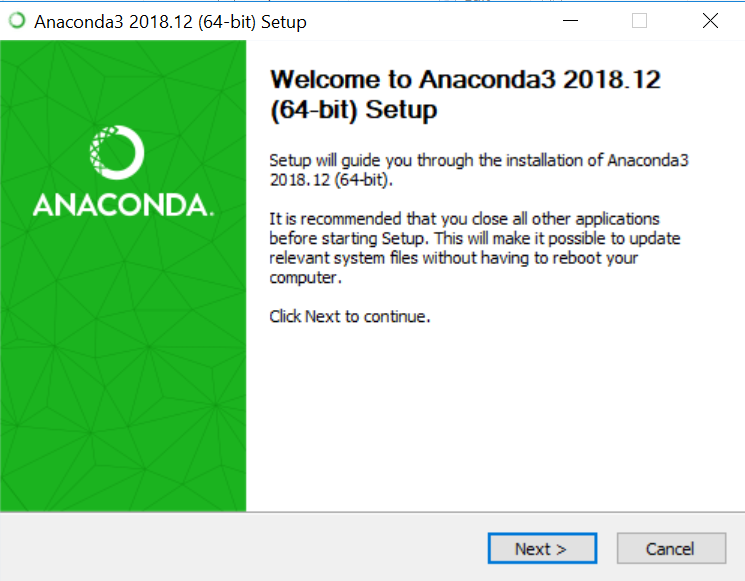 Anaconda3 2018.12 (64-bit) Setup
ANACONDA.
Welcome to Anaconda3 2018.12
(64-bit) Setup
Setup will guide you through the installation of Anaconda3
2018.12 (64-bit).
It is recommended that you close all other applications
before starting Setup. This will make it possible to update
relevant system files without having to reboot your
computer.
Click Next to continue.
Next >
Cancel